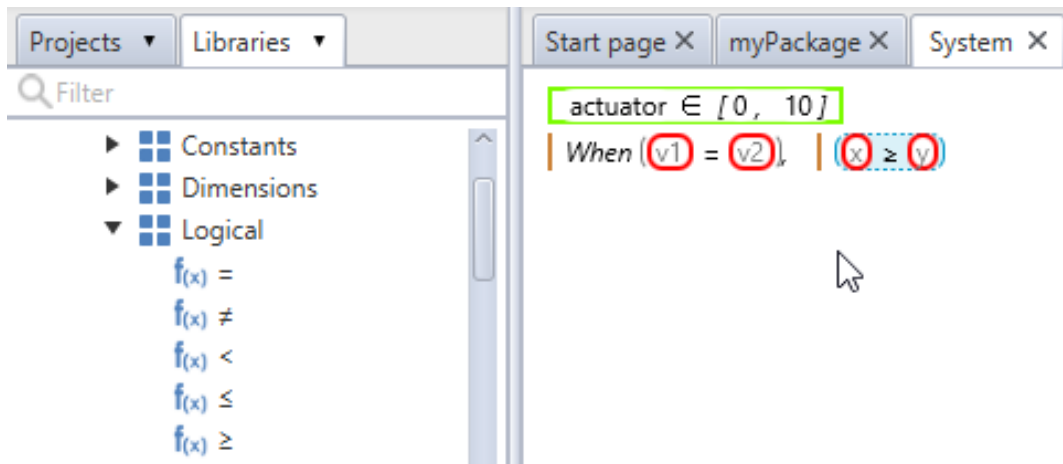 Projects ▼ Libraries ▼
Filter
Constants
Dimensions
Logical
f(x) =
f(x) ≠
f(x) <
f(x) ≤
f(x) ≥
Start page ✕ myPackage ✕ System ✕
actuator ∈ [ 0 , 10 ]
When (v1 = v2), (x ≥ y)